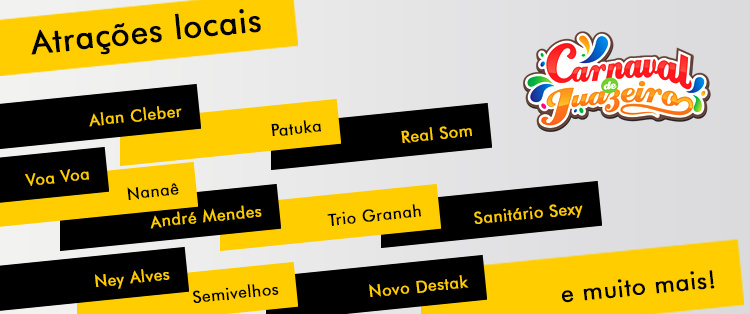 Atrações locais
Carnaval
de
Juazeiro
Alan Cleber
Patuka
Real Som
Voa Voa
Nanaê
André Mendes
Trio Granah
Sanitário Sexy
Ney Alves
Semivelhos
Novo Destak
e muito mais!